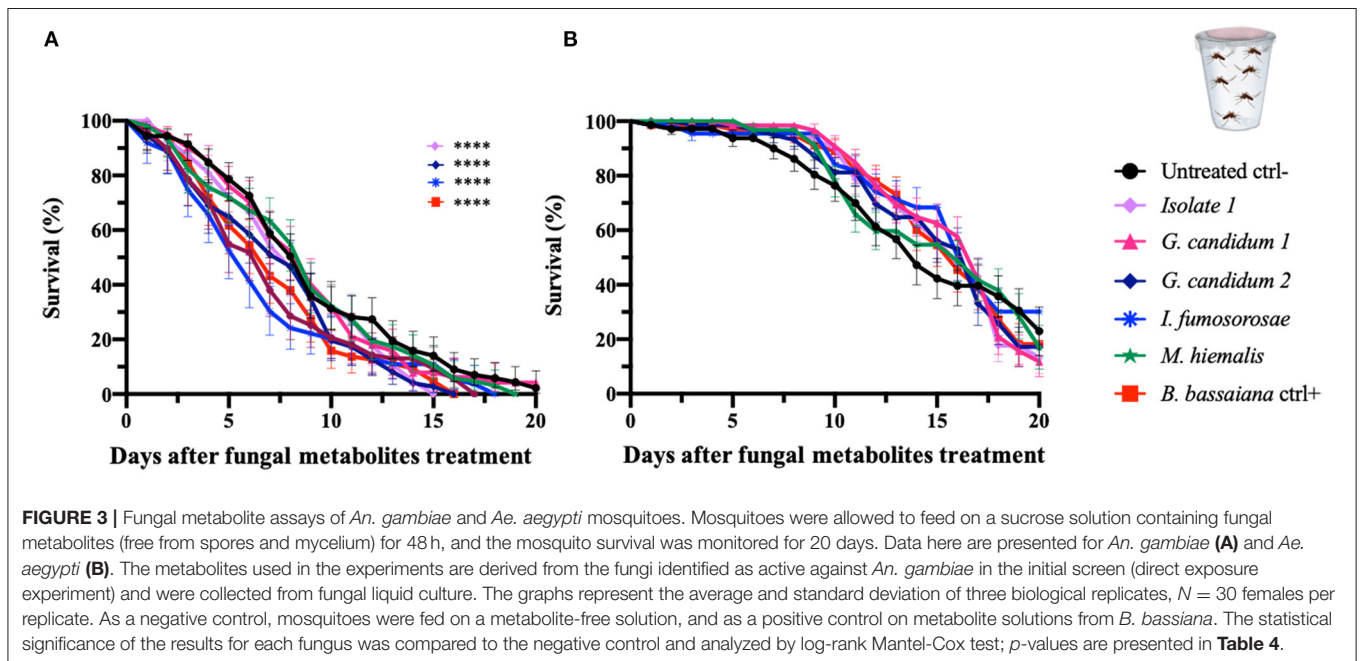 A
B
Survival (%)
100
80
60
40
20
0
0
5
10
15
20
Days after fungal metabolites treatment
****
****
****
****
Survival (%)
100
80
60
40
20
0
0
5
10
15
20
Days after fungal metabolites treatment
Untreated ctrl-
Isolate 1
G. candidum 1
G. candidum 2
I. fumosorosae
M. hiemalis
B. bassaiana ctrl+
FIGURE 3 | Fungal metabolite assays of An. gambiae and Ae. aegypti mosquitoes. Mosquitoes were allowed to feed on a sucrose solution containing fungal
metabolites (free from spores and mycelium) for 48 h, and the mosquito survival was monitored for 20 days. Data here are presented for An. gambiae (A) and Ae.
aegypti (B). The metabolites used in the experiments are derived from the fungi identified as active against An. gambiae in the initial screen (direct exposure
experiment) and were collected from fungal liquid culture. The graphs represent the average and standard deviation of three biological replicates, N = 30 females per
replicate. As a negative control, mosquitoes were fed on a metabolite-free solution, and as a positive control on metabolite solutions from B. bassiana. The statistical
significance of the results for each fungus was compared to the negative control and analyzed by log-rank Mantel-Cox test; p-values are presented in Table 4.